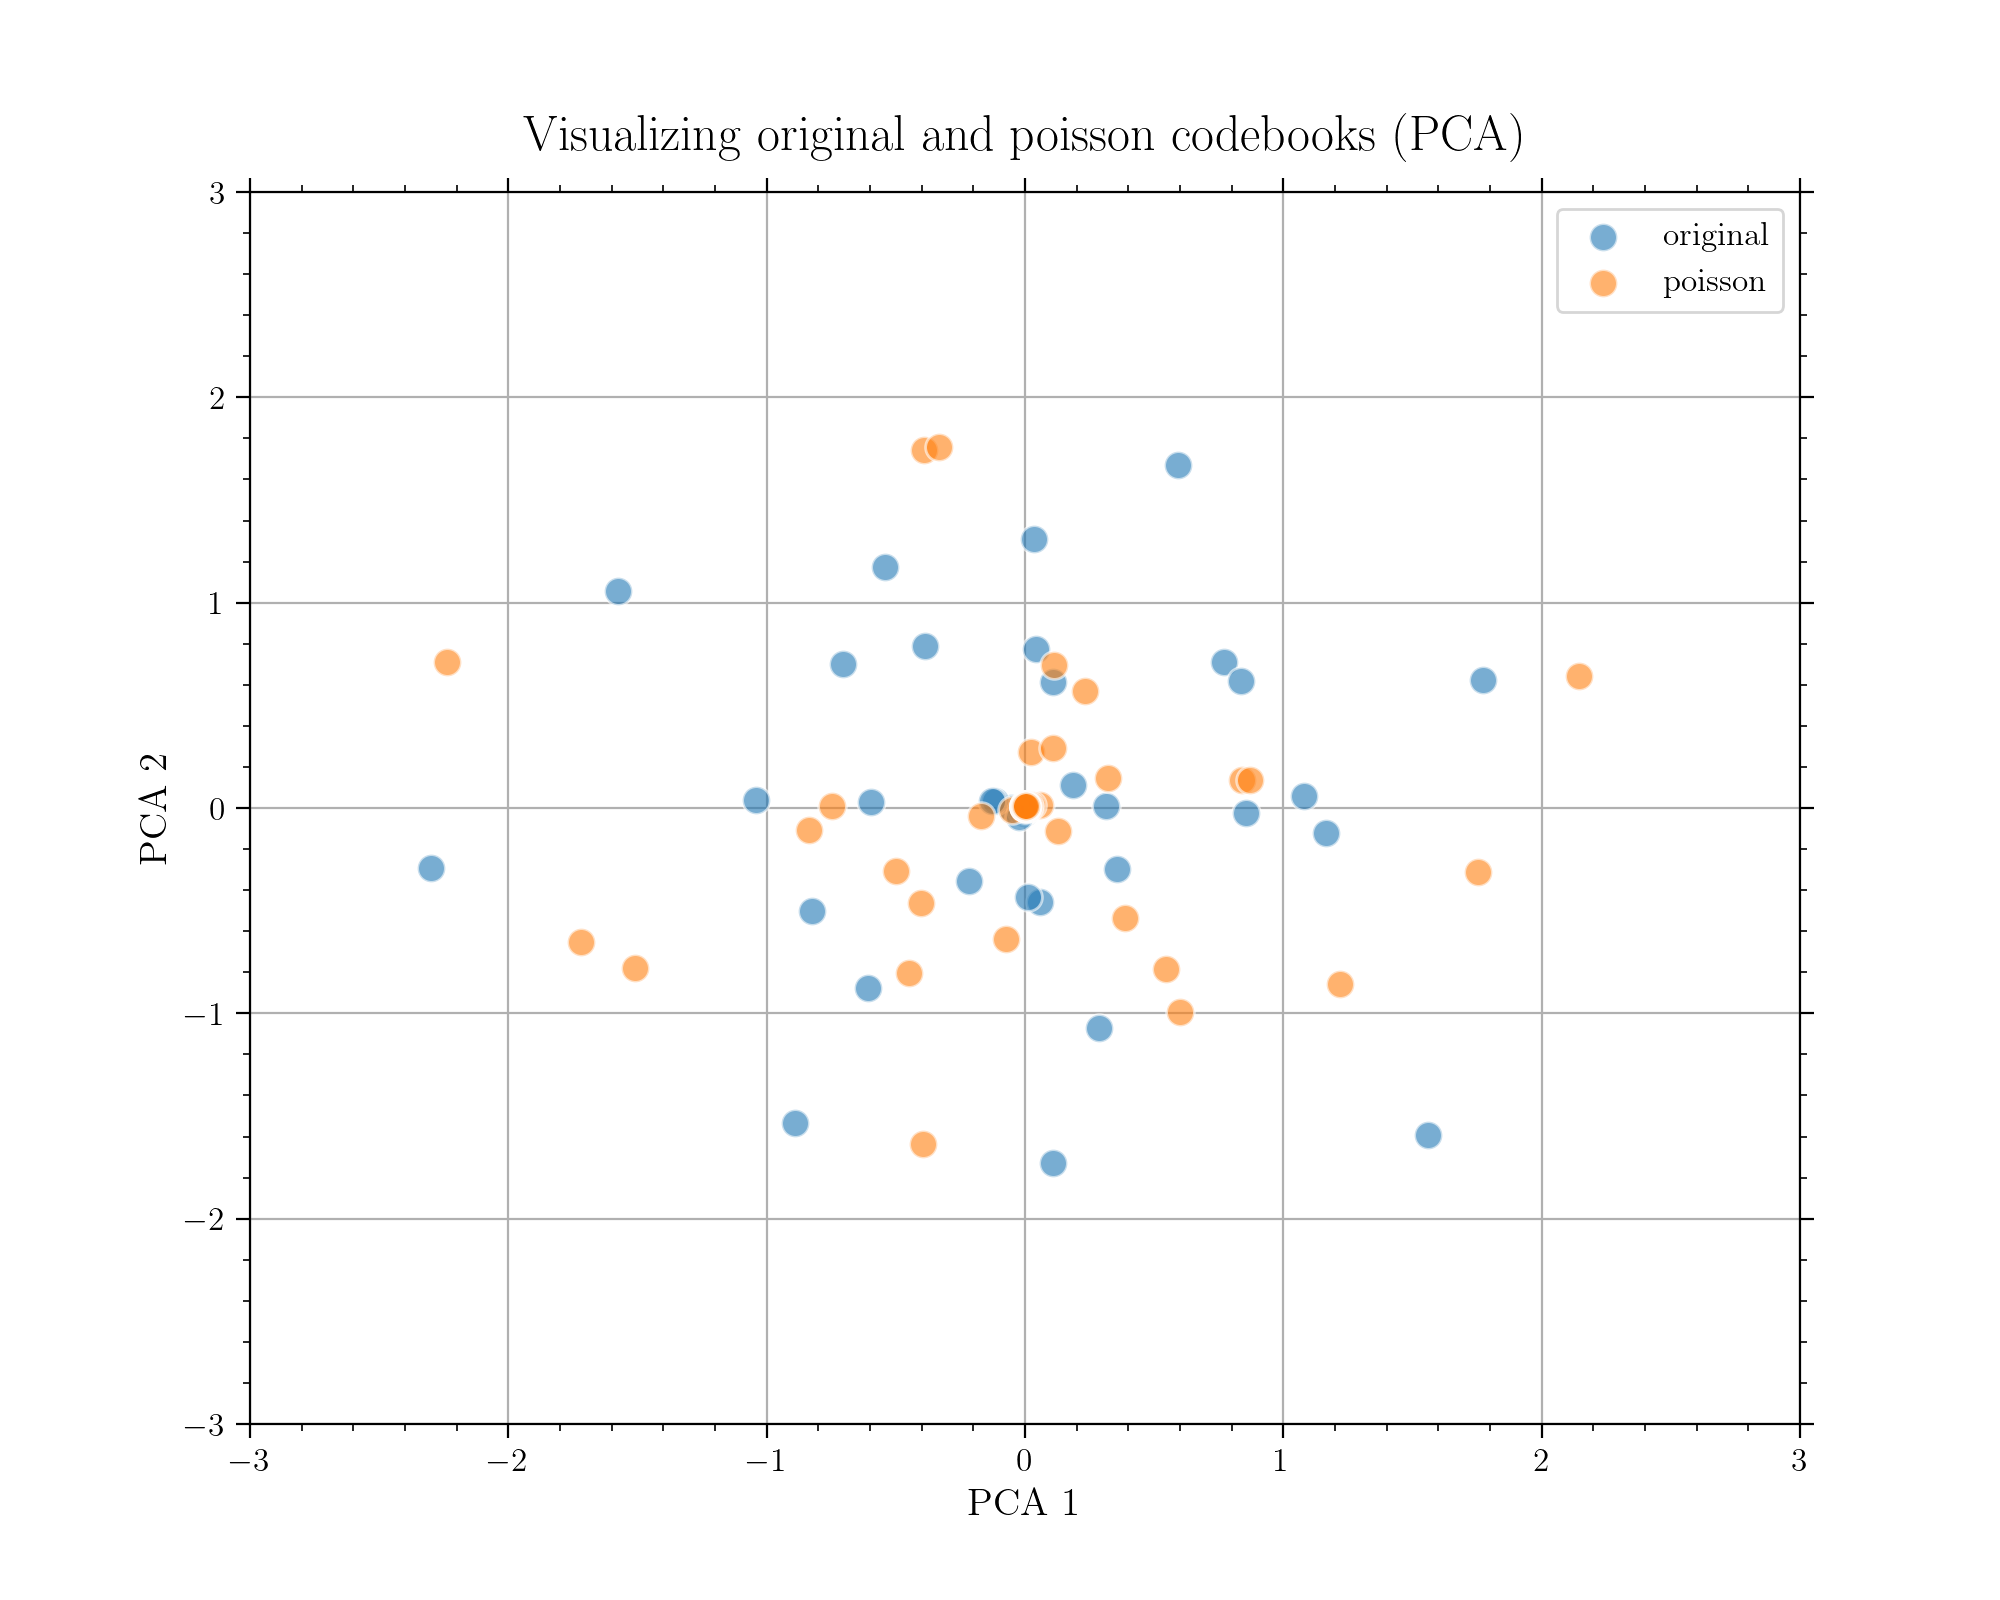 Visualizing original and poisson codebooks (PCA)
original
poisson
3
2
1
0
−1
−2
−3
PCA 2
−3
−2
−1
0
1
2
3
PCA 1